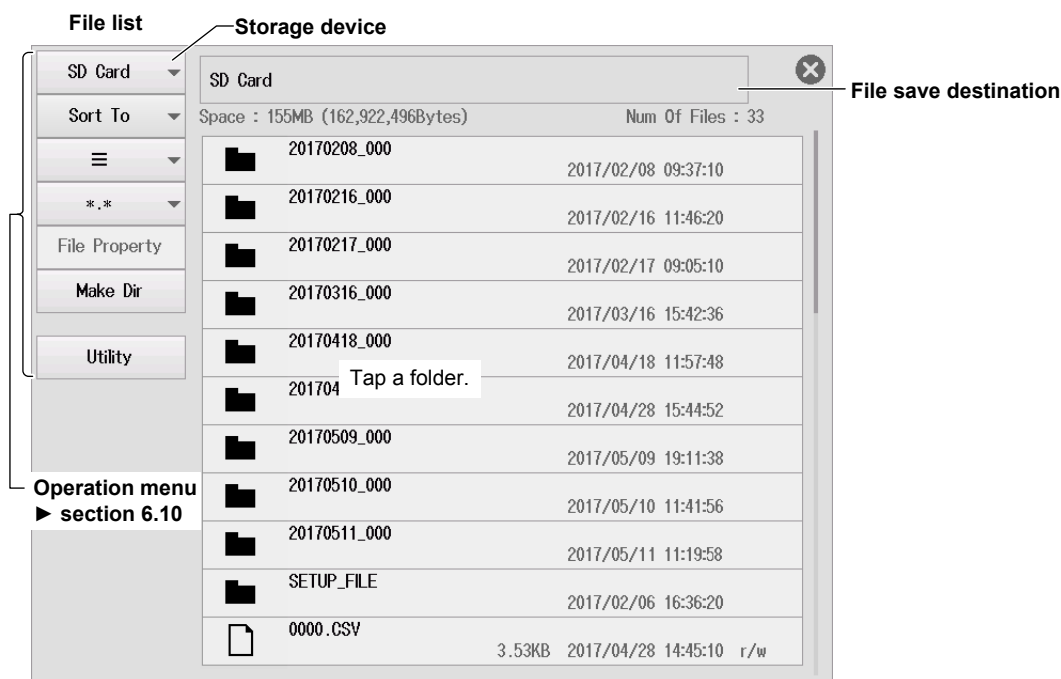 File list
Storage device
SD Card
SD Card
File save destination
Sort To
Space : 155MB (162,922,496Bytes) Num Of Files : 33
20170208_000
2017/02/08 09:37:10
*.*
20170216_000
2017/02/16 11:46:20
File Property
20170217_000
2017/02/17 09:05:10
Make Dir
20170316_000
2017/03/16 15:42:36
Utility
20170418_000
2017/04/18 11:57:48
Tap a folder.
201704
2017/04/28 15:44:52
20170509_000
2017/05/09 19:11:38
Operation menu
► section 6.10
20170510_000
2017/05/10 11:41:56
20170511_000
2017/05/11 11:19:58
SETUP_FILE
2017/02/06 16:36:20
0000.CSV
3.53KB 2017/04/28 14:45:10 r/w